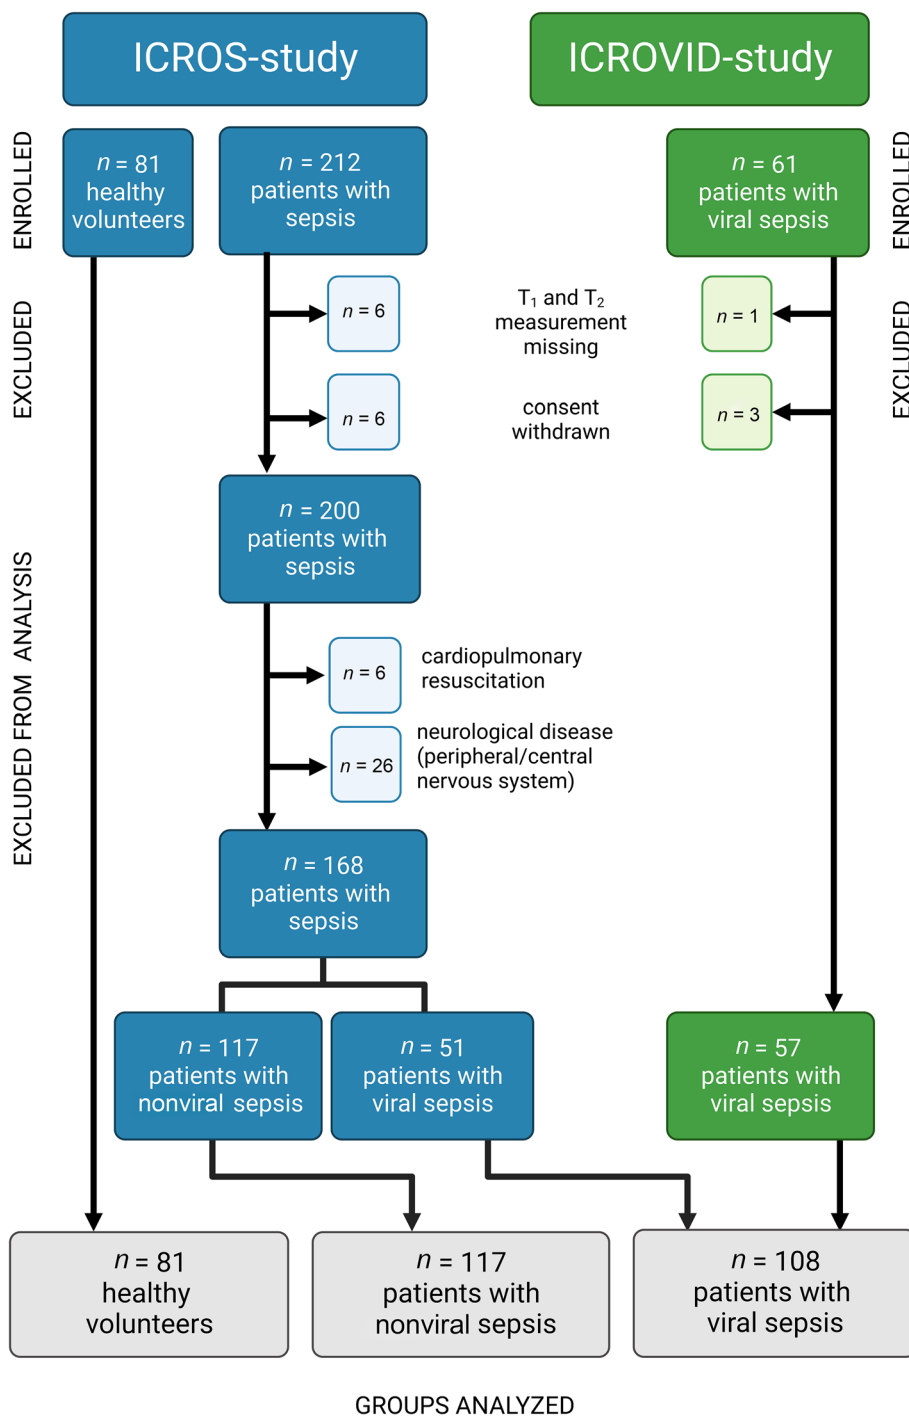 ICROS-study
ICROVID-study
ENROLLED
n = 81
healthy
volunteers
n = 212
patients with
sepsis
n = 61
patients with
viral sepsis
ENROLLED
EXCLUDED
n = 6
T₁ and T₂
measurement
missing
n = 1
EXCLUDED
n = 6
consent
withdrawn
n = 3
n = 200
patients with
sepsis
EXCLUDED FROM ANALYSIS
n = 6
cardiopulmonary
resuscitation
n = 26
neurological disease
(peripheral/central
nervous system)
n = 168
patients with
sepsis
n = 117
patients with
nonviral sepsis
n = 51
patients with
viral sepsis
n = 57
patients with
viral sepsis
n = 81
healthy
volunteers
n = 117
patients with
nonviral sepsis
n = 108
patients with
viral sepsis
GROUPS ANALYZED